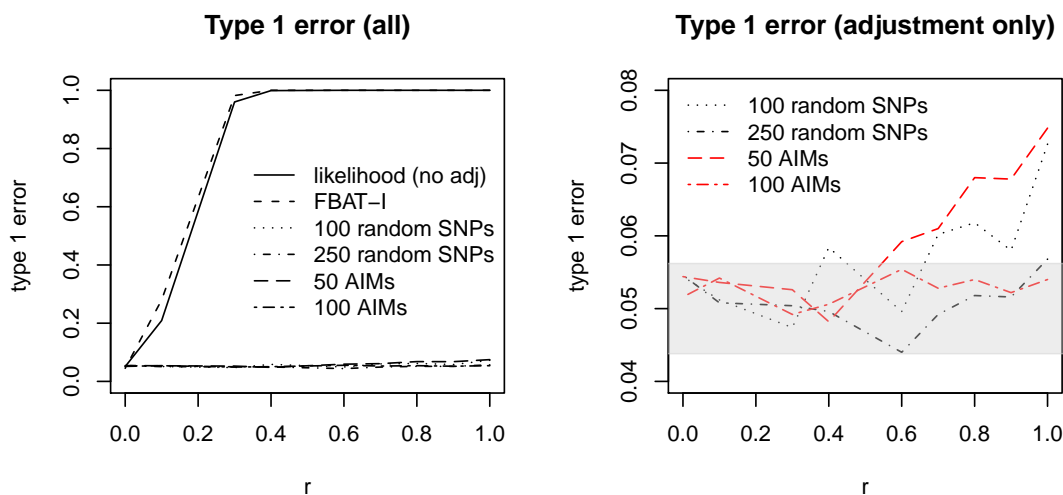 Type 1 error (all)
type 1 error
1.0
0.8
0.6
0.4
0.2
0.0
likelihood (no adj)
FBAT−I
100 random SNPs
250 random SNPs
50 AIMs
100 AIMs
0.0 0.2 0.4 0.6 0.8 1.0
r
Type 1 error (adjustment only)
type 1 error
0.08
0.07
0.06
0.05
0.04
100 random SNPs
250 random SNPs
50 AIMs
100 AIMs
0.0 0.2 0.4 0.6 0.8 1.0
r